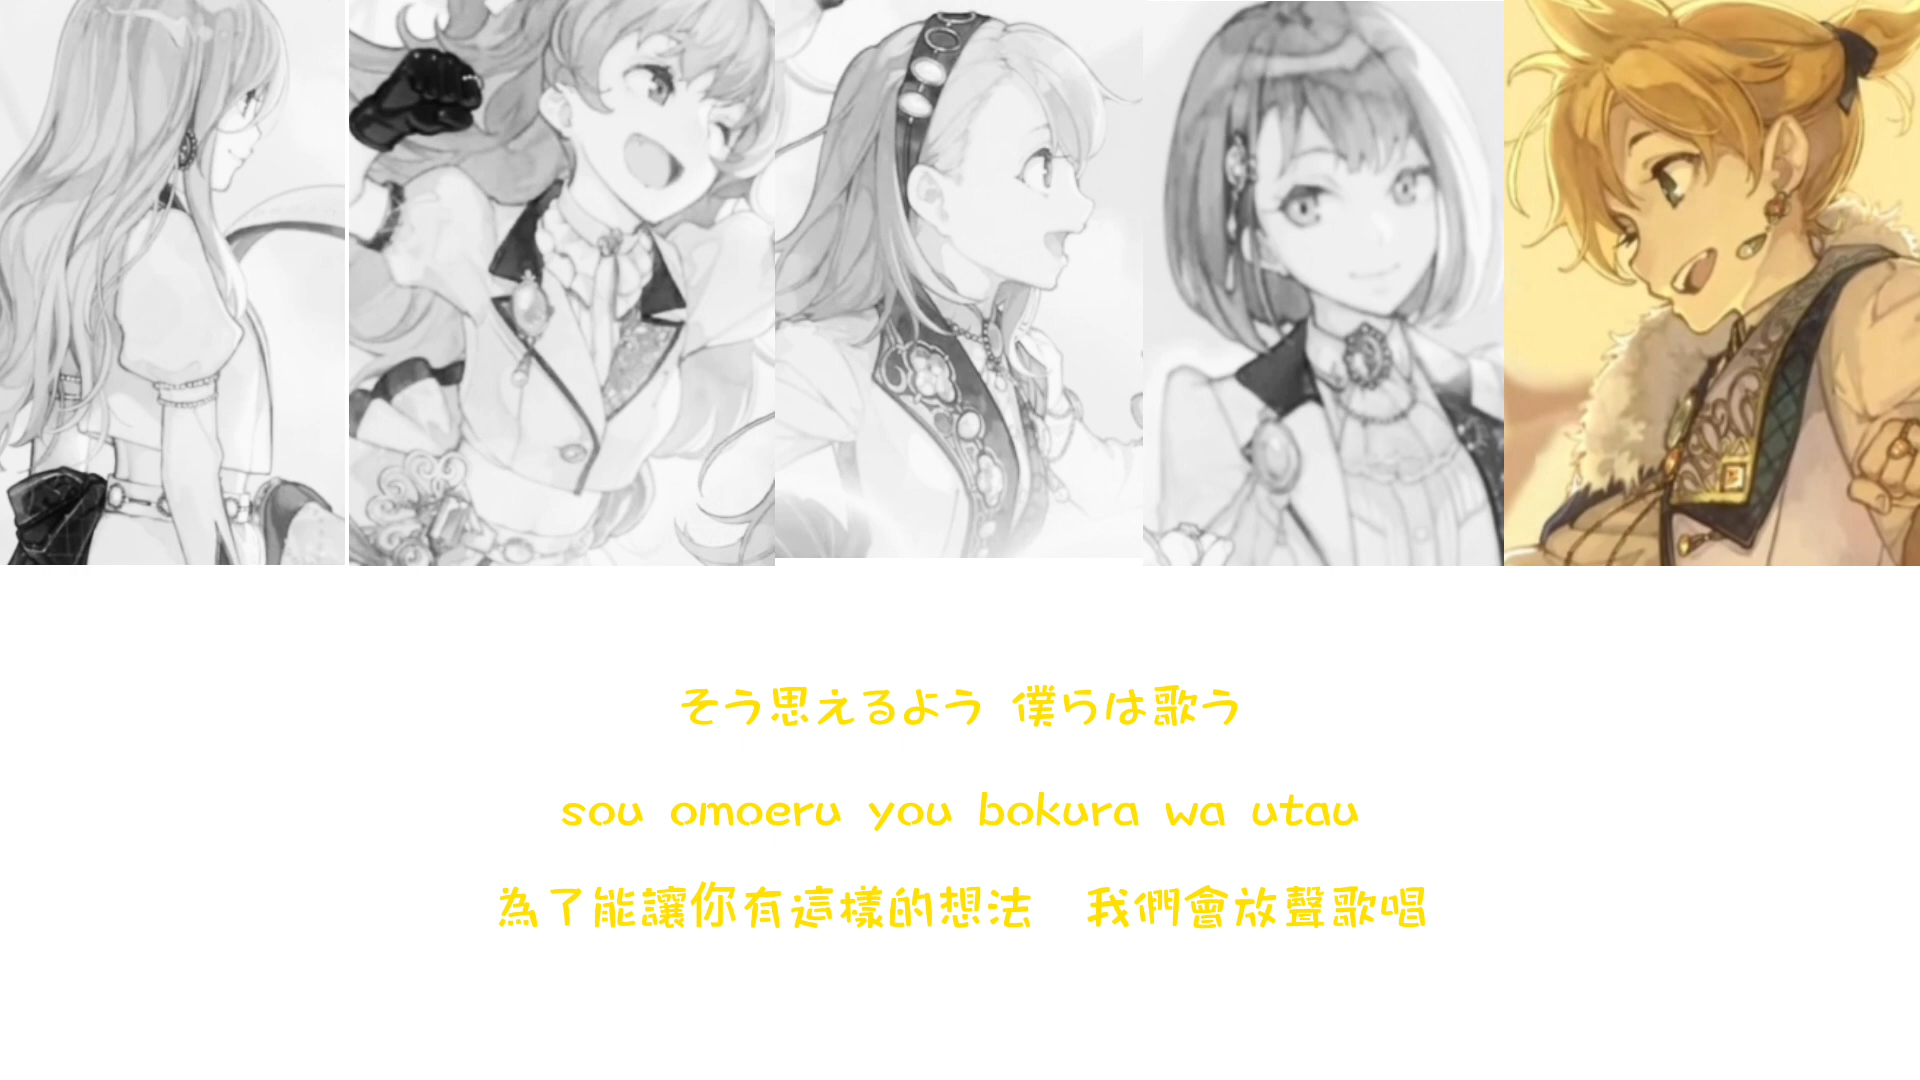 そう思えるよう 僕らは歌う
sou omoeru you bokura wa utau
為了能讓你有這樣的想法　我們會放聲歌唱